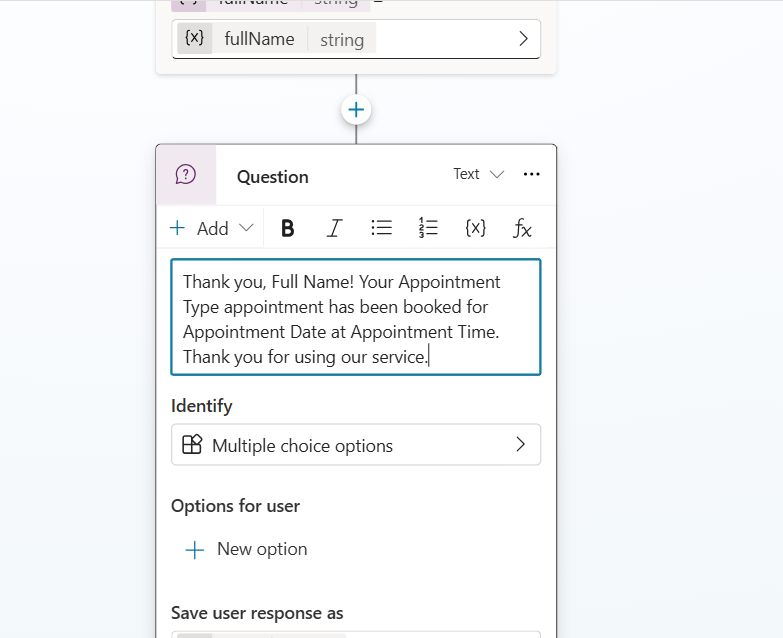 fullName string =
{x} fullName string
Question Text
Add B I {x} fx
Thank you, Full Name! Your Appointment
Type appointment has been booked for
Appointment Date at Appointment Time.
Thank you for using our service.
Identify
Multiple choice options
Options for user
New option
Save user response as